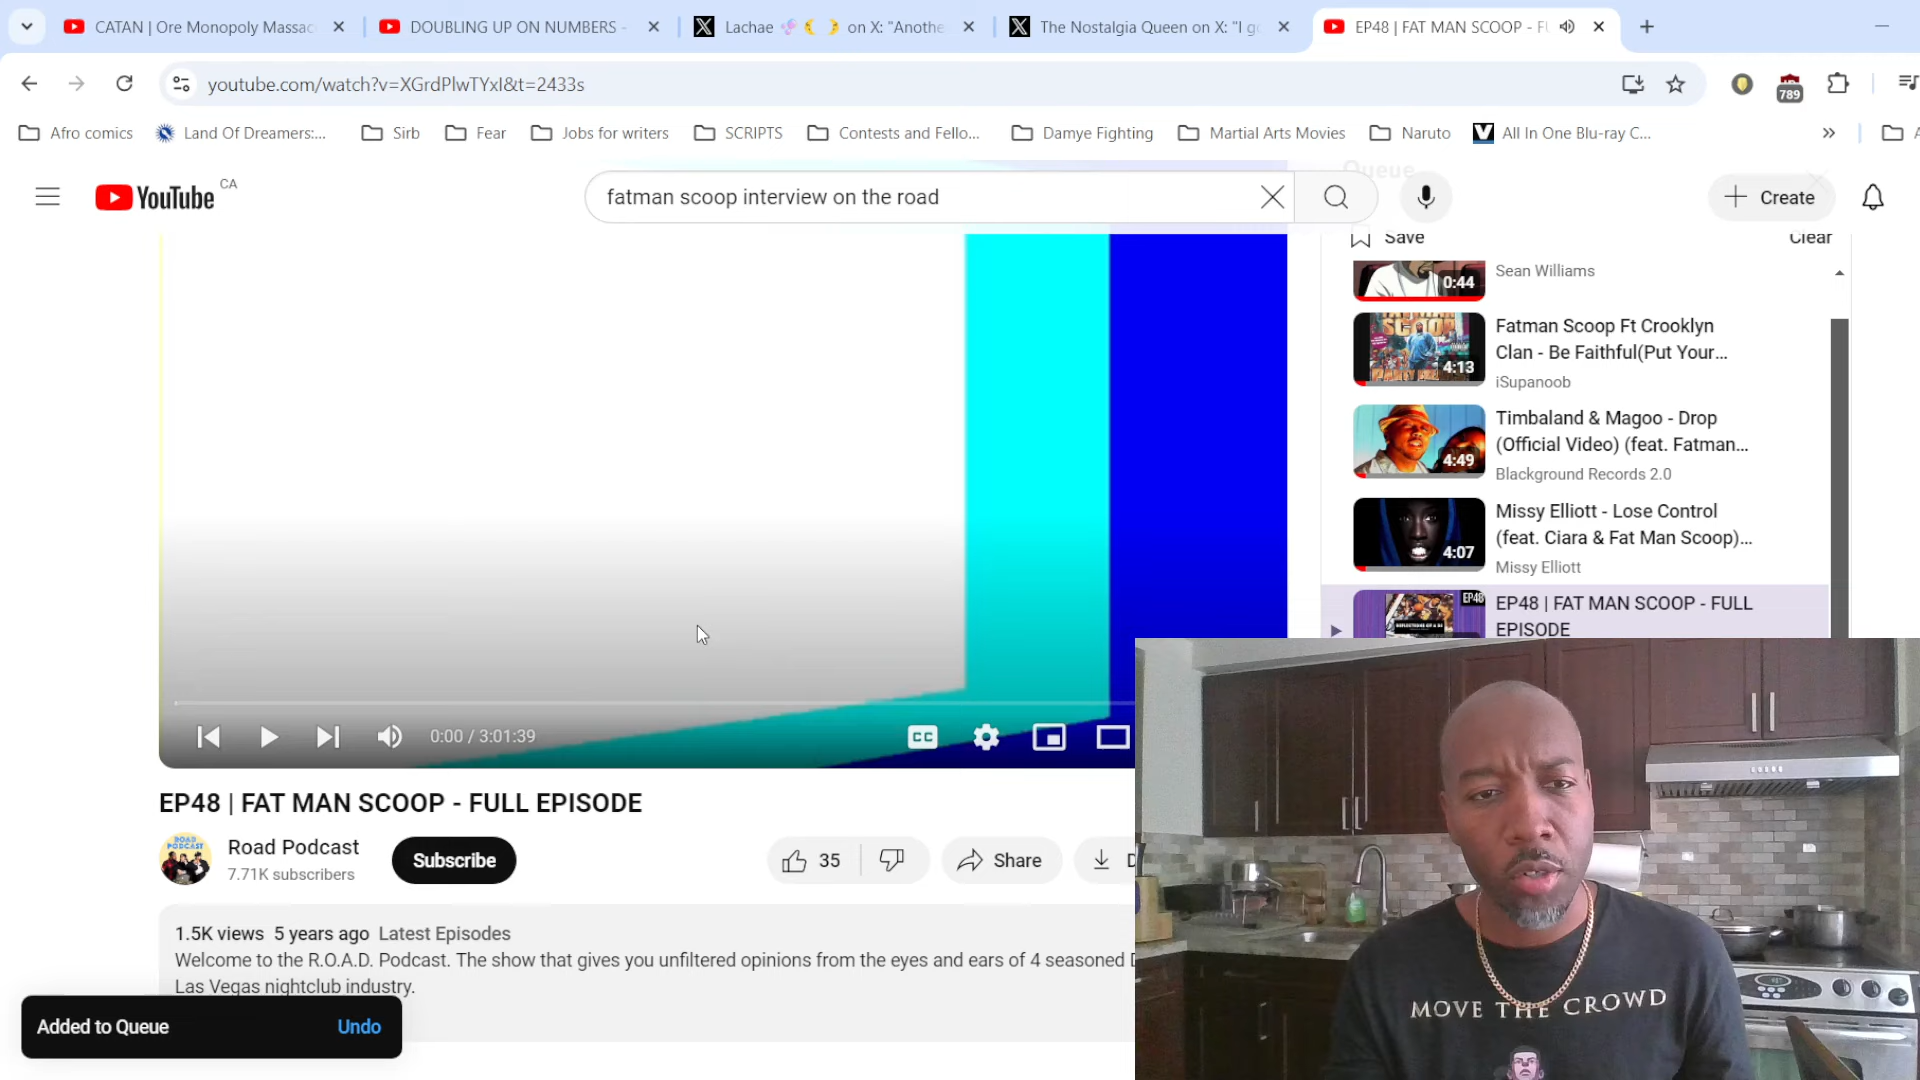 CATAN | Ore Monopoly Massac
DOUBLING UP ON NUMBERS -
Lachae on X: "Anothe
The Nostalgia Queen on X: "I go
EP48 | FAT MAN SCOOP - FU
youtube.com/watch?v=XGrdPlwTYxI&t=2433s
789
Afro comics
Land Of Dreamers:...
Sirb
Fear
Jobs for writers
SCRIPTS
Contests and Fello...
Damye Fighting
Martial Arts Movies
Naruto
All In One Blu-ray C...
YouTube CA
fatman scoop interview on the road
Create
Queue
Save
Clear
0:44
Sean Williams
4:13
Fatman Scoop Ft Crooklyn
Clan - Be Faithful(Put Your...
iSupanoob
4:49
Timbaland & Magoo - Drop
(Official Video) (feat. Fatman...
Blackground Records 2.0
4:07
Missy Elliott - Lose Control
(feat. Ciara & Fat Man Scoop)...
Missy Elliott
EP48
EP48 | FAT MAN SCOOP - FULL
EPISODE
CC
0:00 / 3:01:39
EP48 | FAT MAN SCOOP - FULL EPISODE
ROAD
PODCAST
Road Podcast
7.71K subscribers
Subscribe
35
Share
D
1.5K views 5 years ago Latest Episodes
Welcome to the R.O.A.D. Podcast. The show that gives you unfiltered opinions from the eyes and ears of 4 seasoned D
Las Vegas nightclub industry.
Added to Queue
Undo
MOVE THE CROWD